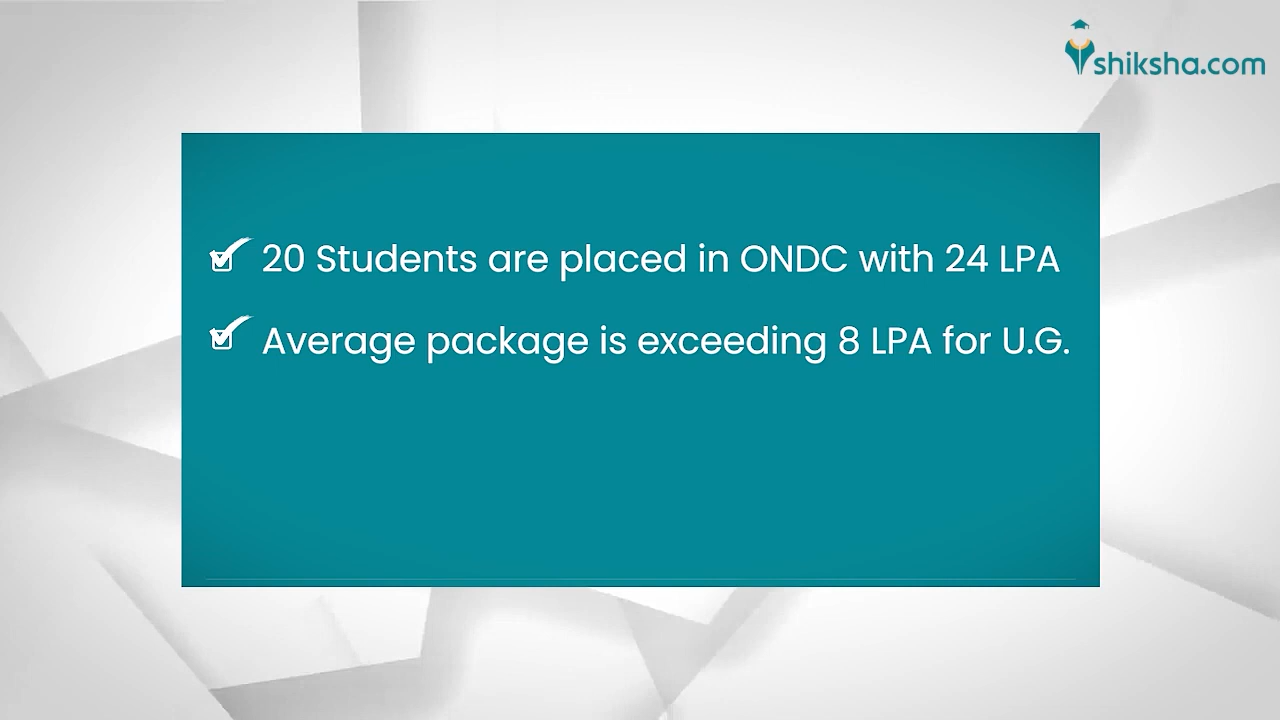 shiksha.com
20 Students are placed in ONDC with 24 LPA
Average package is exceeding 8 LPA for U.G.